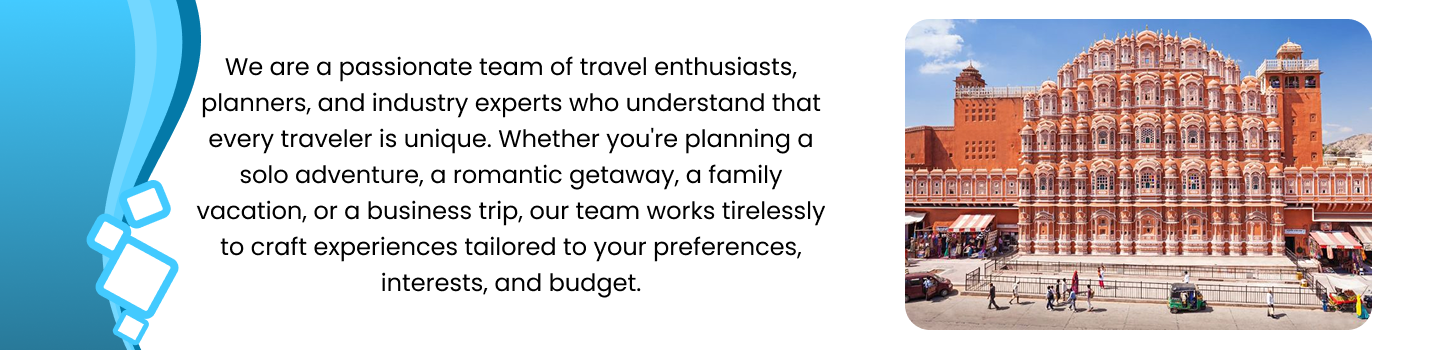 We are a passionate team of travel enthusiasts,
planners, and industry experts who understand that
every traveler is unique. Whether you're planning a
solo adventure, a romantic getaway, a family
vacation, or a business trip, our team works tirelessly
to craft experiences tailored to your preferences,
interests, and budget.